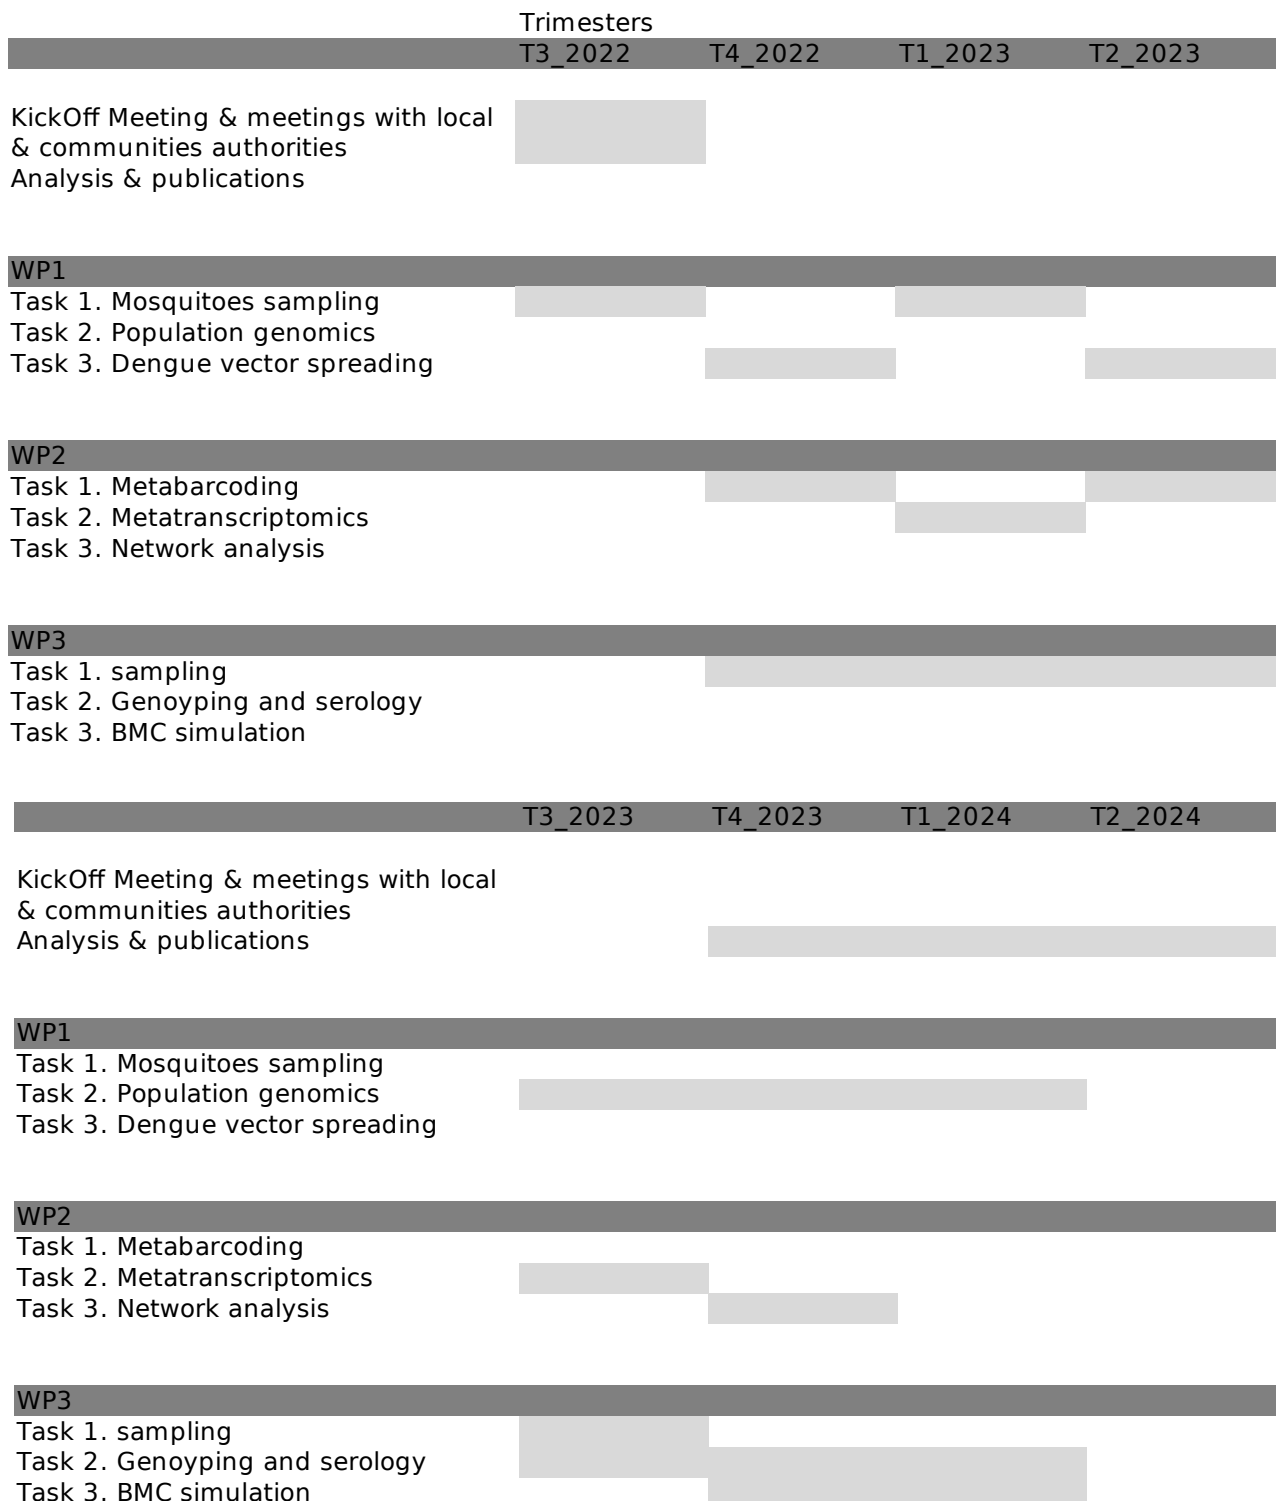 Trimesters
T3_2022 T4_2022 T1_2023 T2_2023
KickOff Meeting & meetings with local
& communities authorities
Analysis & publications
WP1
Task 1. Mosquitoes sampling
Task 2. Population genomics
Task 3. Dengue vector spreading
WP2
Task 1. Metabarcoding
Task 2. Metatranscriptomics
Task 3. Network analysis
WP3
Task 1. sampling
Task 2. Genoyping and serology
Task 3. BMC simulation
T3_2023 T4_2023 T1_2024 T2_2024
KickOff Meeting & meetings with local
& communities authorities
Analysis & publications
WP1
Task 1. Mosquitoes sampling
Task 2. Population genomics
Task 3. Dengue vector spreading
WP2
Task 1. Metabarcoding
Task 2. Metatranscriptomics
Task 3. Network analysis
WP3
Task 1. sampling
Task 2. Genoyping and serology
Task 3. BMC simulation